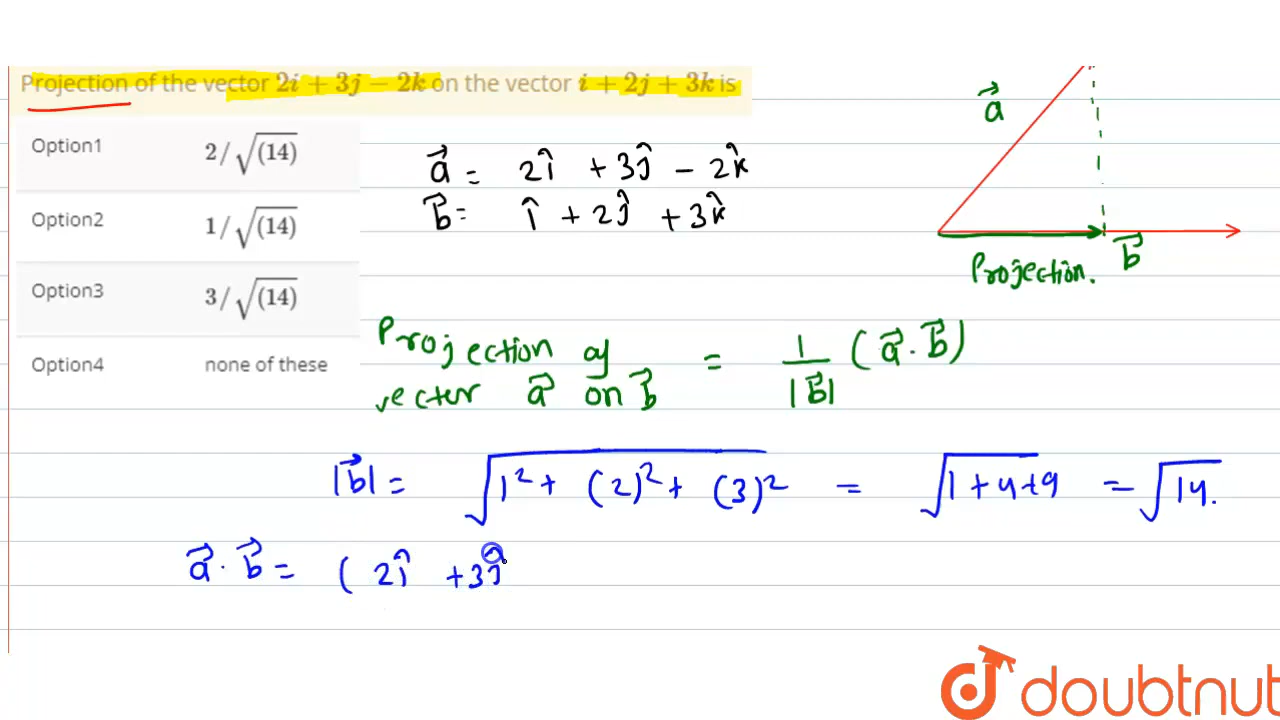 Projection of the vector 2i + 3j − 2k on the vector i + 2j + 3k is
Option1 2/√(14)
Option2 1/√(14)
Option3 3/√(14)
Option4 none of these
a⃗ = 2î + 3ĵ − 2k̂
b⃗ = î + 2ĵ + 3k̂
a⃗
b⃗
Projection.
Projection of vector a⃗ on b⃗ = 1/|b⃗| (a⃗ . b⃗)
|b⃗| = √1² + (2)² + (3)² = √1 + 4 + 9 = √14.
a⃗ . b⃗ = ( 2î + 3ĵ
doubtnut